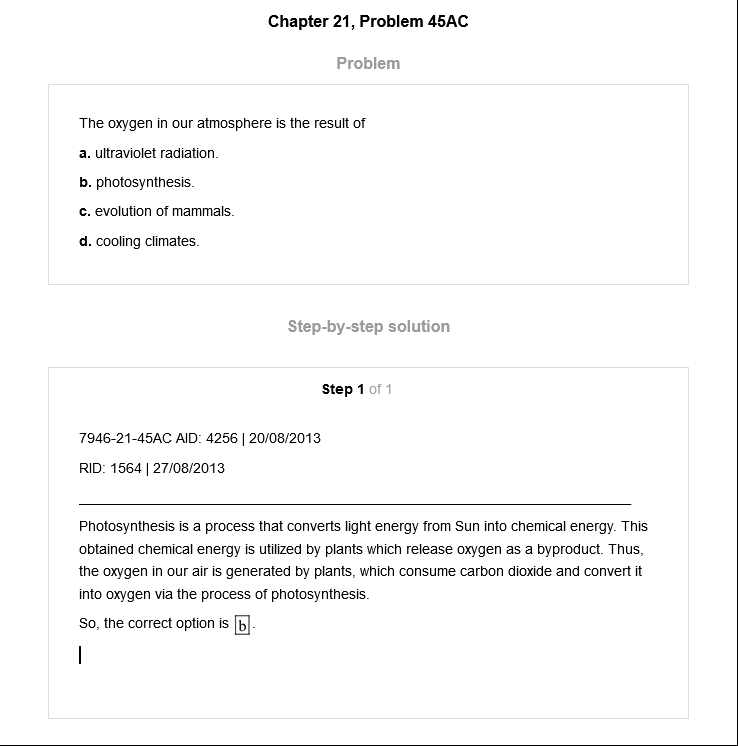 Chapter 21, Problem 45AC
Problem
The oxygen in our atmosphere is the result of
a. ultraviolet radiation.
b. photosynthesis.
c. evolution of mammals.
d. cooling climates.
Step-by-step solution
Step 1 of 1
7946-21-45AC AID: 4256 | 20/08/2013
RID: 1564 | 27/08/2013
Photosynthesis is a process that converts light energy from Sun into chemical energy. This
obtained chemical energy is utilized by plants which release oxygen as a byproduct. Thus,
the oxygen in our air is generated by plants, which consume carbon dioxide and convert it
into oxygen via the process of photosynthesis.
So, the correct option is b.